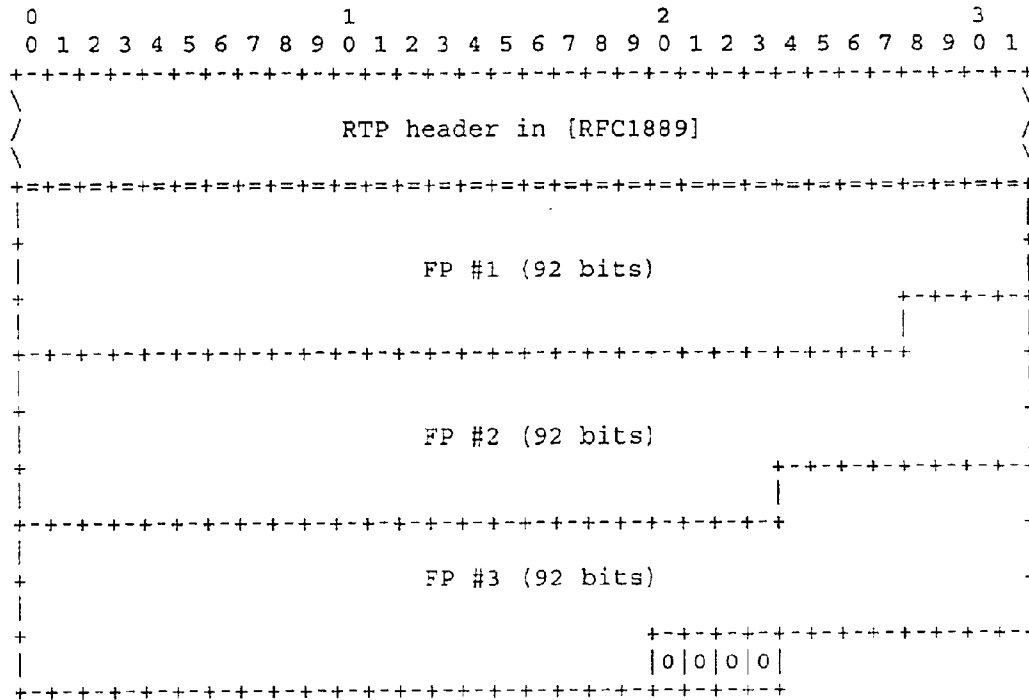 0 1 2 3
0 1 2 3 4 5 6 7 8 9 0 1 2 3 4 5 6 7 8 9 0 1 2 3 4 5 6 7 8 9 0 1
RTP header in [RFC1889]
FP #1 (92 bits)
FP #2 (92 bits)
FP #3 (92 bits)
|0|0|0|0|